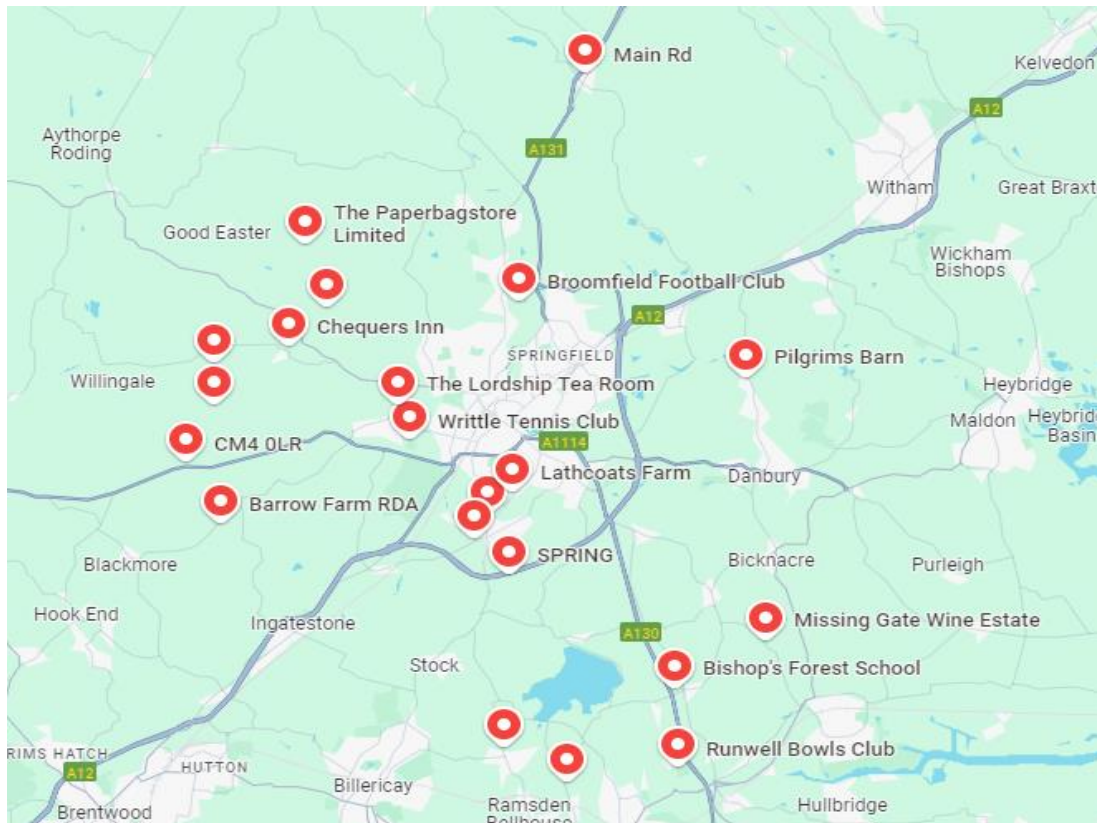 Main Rd
Kelvedon
A12
Aythorpe
Roding
A131
Witham
Great Braxt
The Paperbagstore
Limited
Good Easter
Wickham
Bishops
Broomfield Football Club
A12
Chequers Inn
SPRINGFIELD
Pilgrims Barn
Willingale
The Lordship Tea Room
Heybridge
Writtle Tennis Club
Maldon
Heybridg
Basin
CM4 0LR
A1114
Lathcoats Farm
Danbury
Barrow Farm RDA
SPRING
Blackmore
Bicknacre
Purleigh
Hook End
Ingatestone
Missing Gate Wine Estate
A130
Stock
Bishop's Forest School
Runwell Bowls Club
RIMS HATCH
A12
HUTTON
Billericay
Brentwood
Ramsden
Bellhouse
Hullbridge